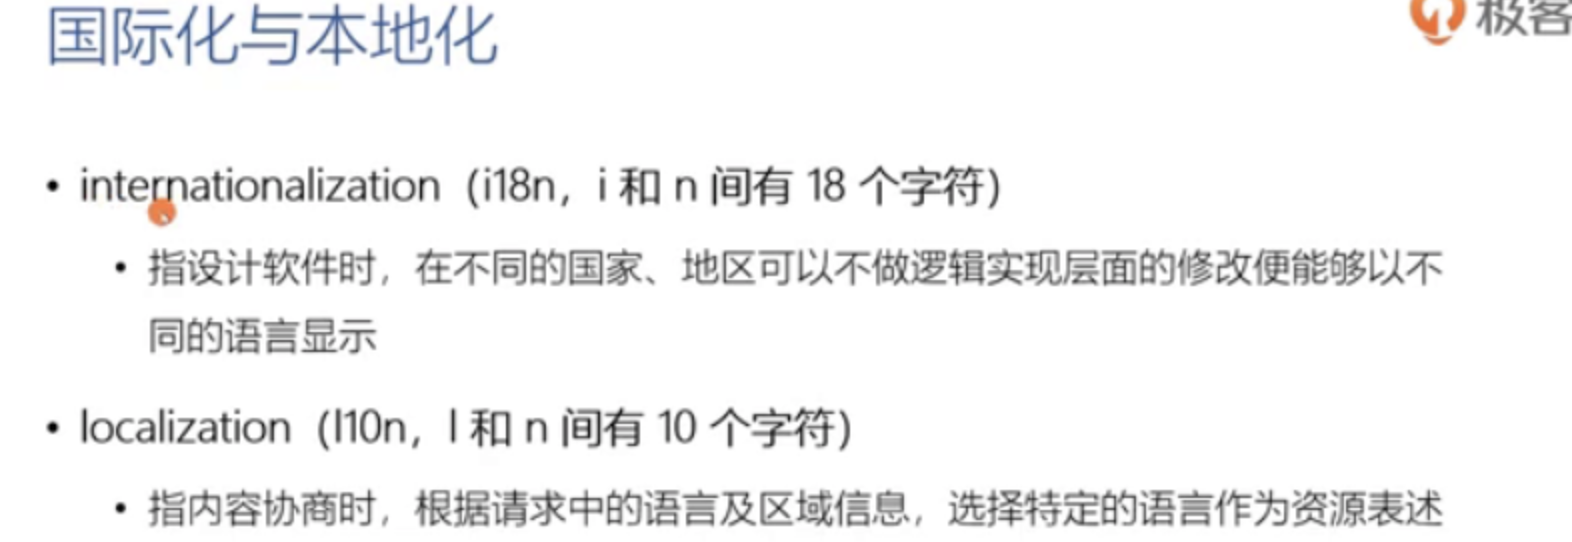 国际化与本地化
极客
• internationalization（i18n，i 和 n 间有 18 个字符）
• 指设计软件时，在不同的国家、地区可以不做逻辑实现层面的修改便能够以不
同的语言显示
• localization（l10n，l 和 n 间有 10 个字符）
• 指内容协商时，根据请求中的语言及区域信息，选择特定的语言作为资源表述